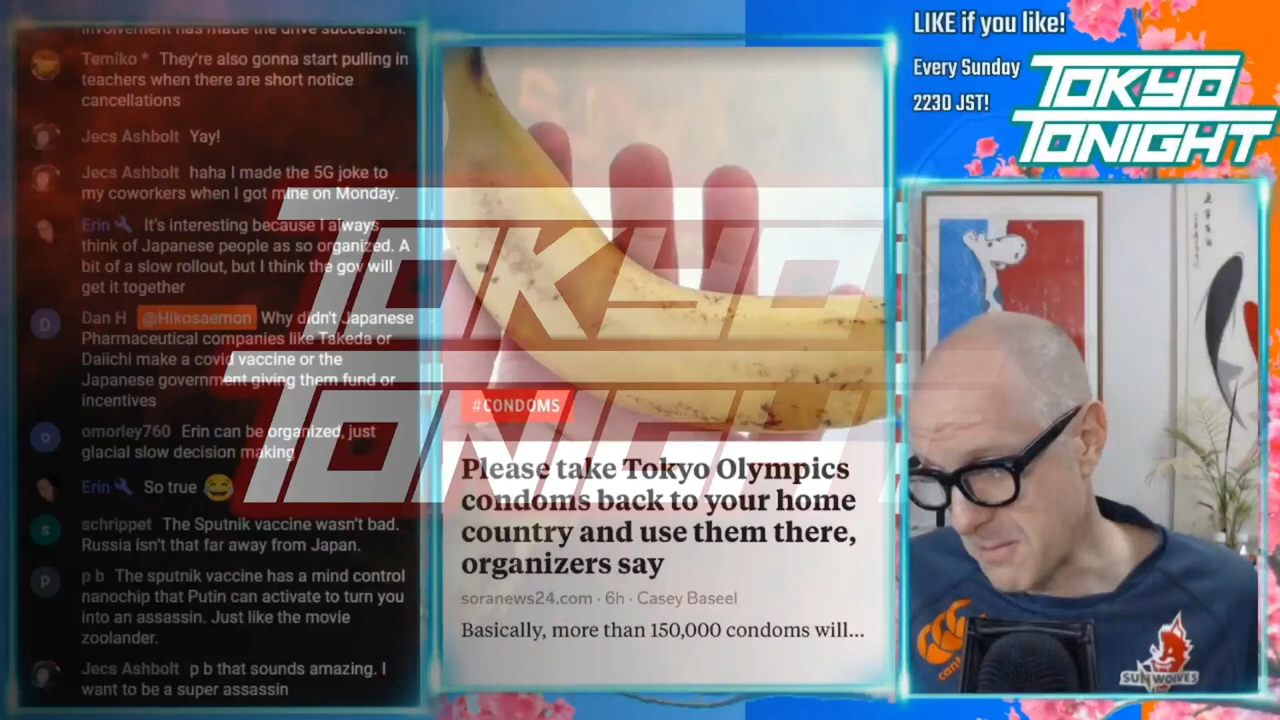 involvement has made the drive successful.
Temiko * They're also gonna start pulling in
teachers when there are short notice
cancellations
Jecs Ashbolt Yay!
Jecs Ashbolt haha I made the 5G joke to
my coworkers when I got mine on Monday.
Erin It's interesting because I always
think of Japanese people as so organized. A
bit of a slow rollout, but I think the gov will
get it together
D
Dan H @Hikosaemon Why didn't Japanese
Pharmaceutical companies like Takeda or
Daiichi make a covid vaccine or the
Japanese government giving them fund or
incentives
o
omorley760 Erin can be organized, just
glacial slow decision making
Erin So true 😂
s
schrippet The Sputnik vaccine wasn't bad.
Russia isn't that far away from Japan.
p
p b The sputnik vaccine has a mind control
nanochip that Putin can activate to turn you
into an assassin. Just like the movie
zoolander.
Jecs Ashbolt p b that sounds amazing. I
want to be a super assassin
TOKYO
TONIGHT
#CONDOMS
Please take Tokyo Olympics
condoms back to your home
country and use them there,
organizers say
soranews24.com · 6h · Casey Baseel
Basically, more than 150,000 condoms will...
LIKE if you like!
Every Sunday
2230 JST!
TOKYO
TONIGHT
SUNWOLVES